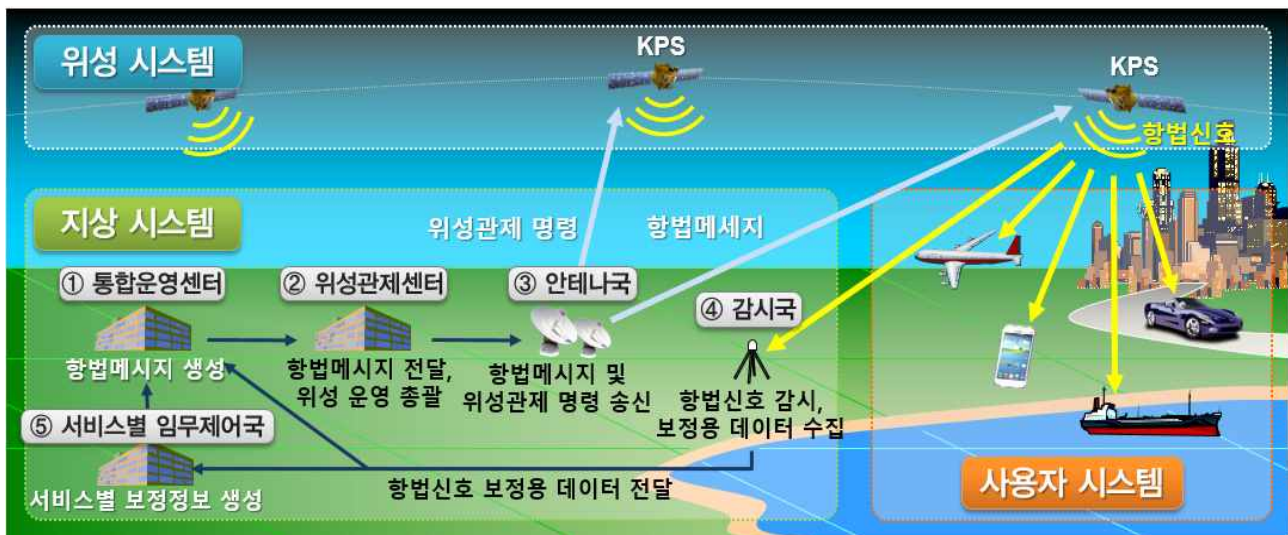 위성 시스템
KPS
KPS
항법신호
지상 시스템
위성관제 명령
항법메세지
① 통합운영센터
항법메시지 생성
② 위성관제센터
항법메시지 전달,
위성 운영 총괄
③ 안테나국
항법메시지 및
위성관제 명령 송신
④ 감시국
항법신호 감시,
보정용 데이터 수집
⑤ 서비스별 임무제어국
서비스별 보정정보 생성
항법신호 보정용 데이터 전달
사용자 시스템